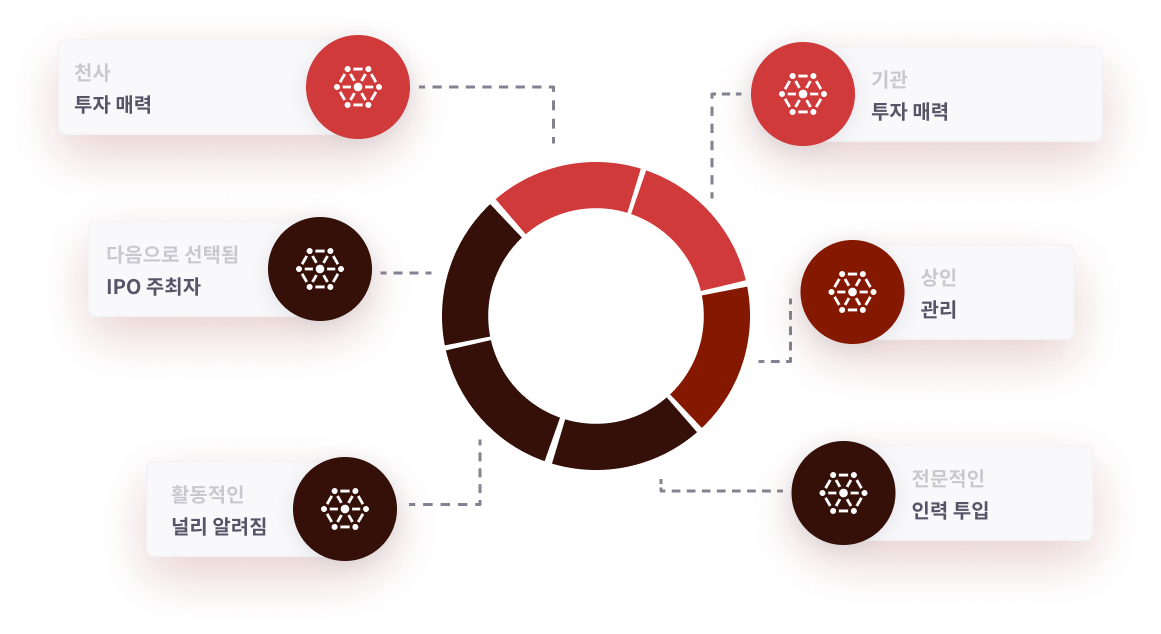 천사
투자 매력
기관
투자 매력
다음으로 선택됨
IPO 주최자
상인
관리
활동적인
널리 알려짐
전문적인
인력 투입